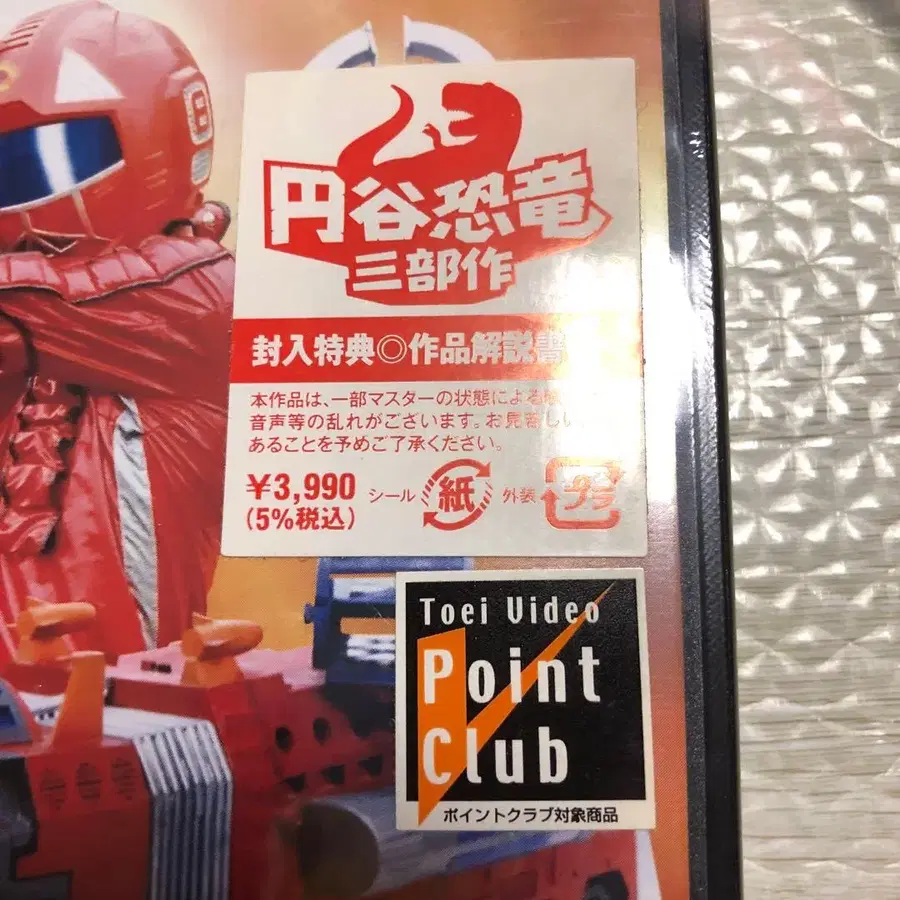 円谷恐竜
三部作
封入特典◎作品解説書
本作品は、一部マスターの状態による
音声等の乱れがございます。お見苦しい
あることを予めご了承ください。
¥3,990
(5%税込)
シール 紙 外装 プラ
Toei Video
Point
Club
ポイントクラブ対象商品